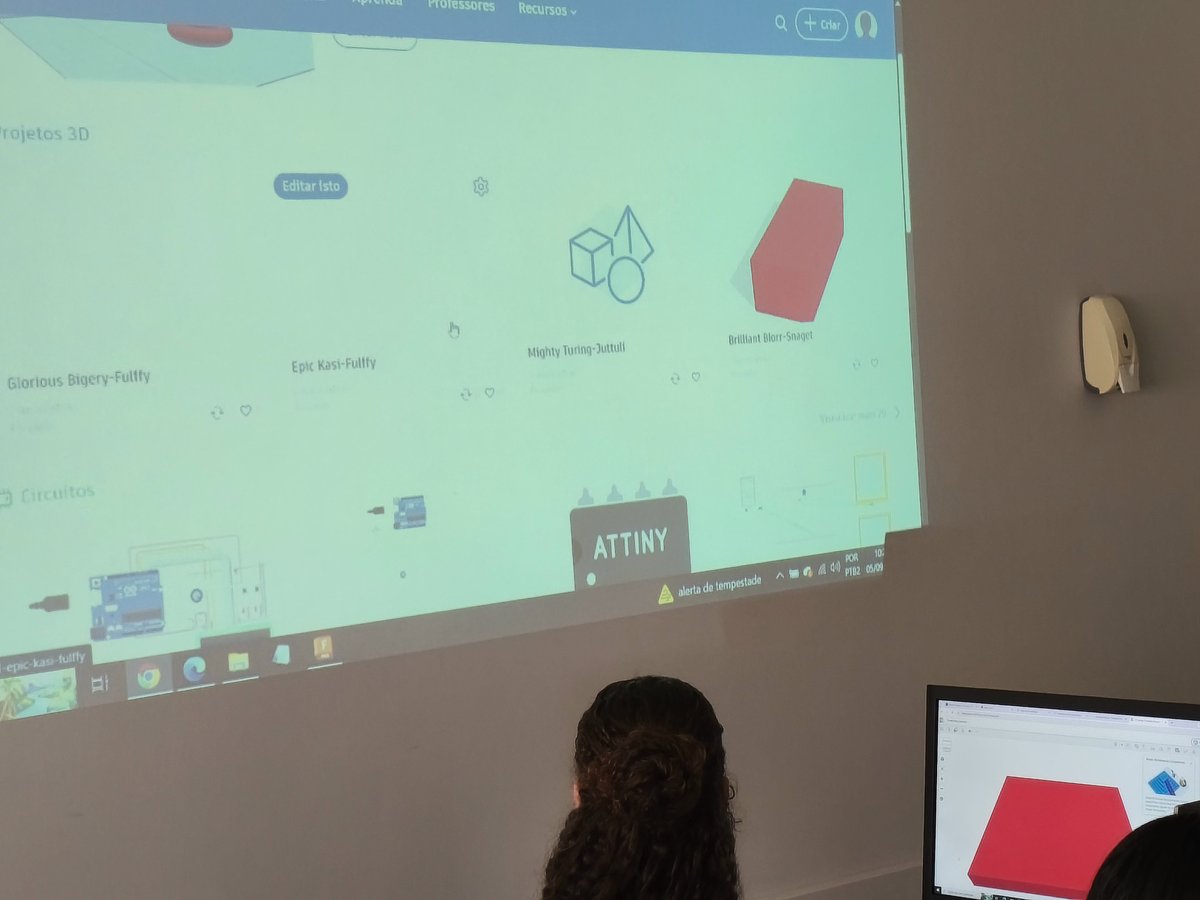 Aprenda Professores Recursos
Criar
Projetos 3D
Editar Isto
Glorious Bigery-Fulffy
Epic Kasi-Fulffy
Mighty Turing-Juttuli
Brilliant Blorr-Snaget
Circuitos
ATTINY
alerta de tempestade
POR
PTB2
05/09
-epic-kasi-fulffy